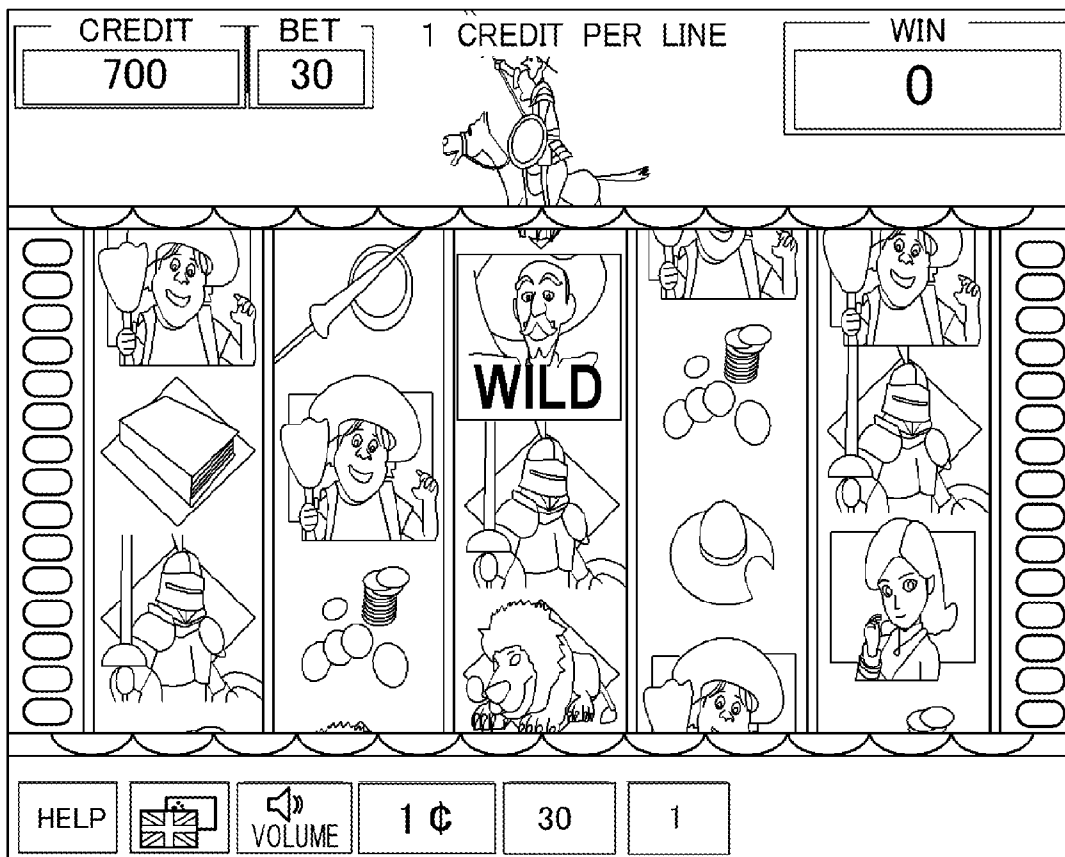 CREDIT
700
BET
30
1 CREDIT PER LINE
WIN
0
WILD
HELP
VOLUME
1 ¢
30
1